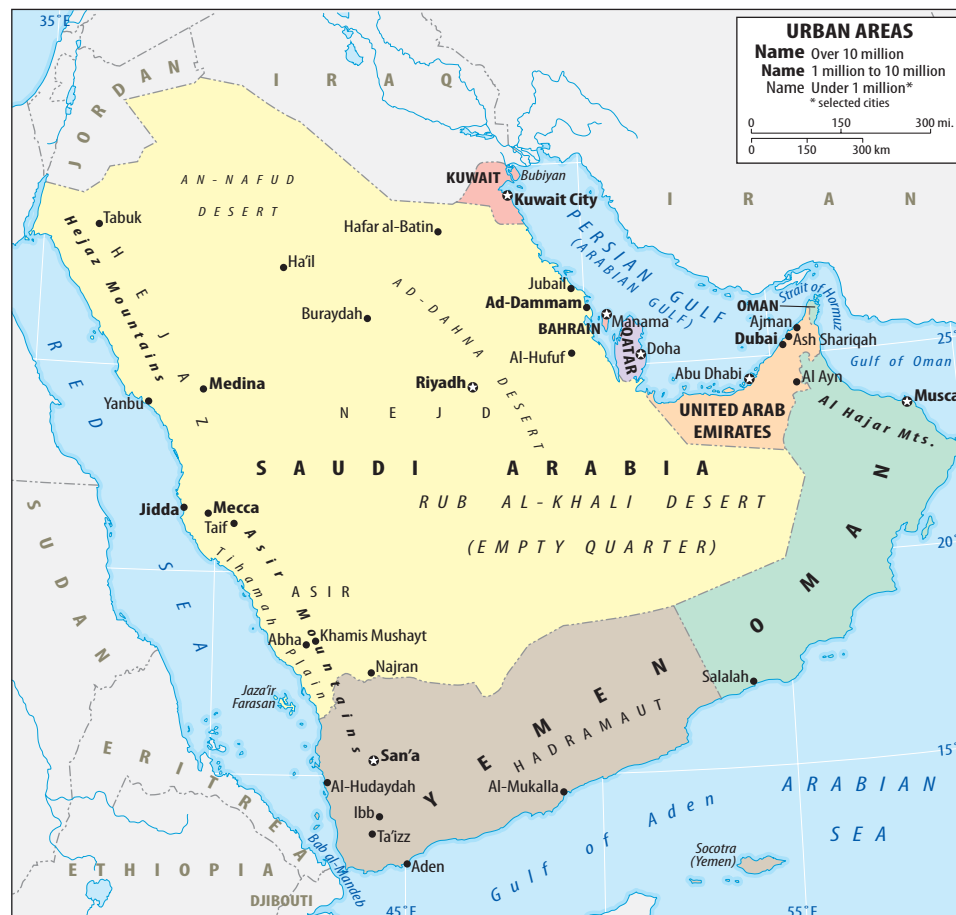 35°E
URBAN AREAS
Name Over 10 million
Name 1 million to 10 million
Name Under 1 million*
* selected cities
0 150 300 mi.
0 150 300 km
JORDAN
IRAQ
IRAN
KUWAIT
Bubiyan
Kuwait City
AN-NAFUD
DESERT
Tabuk
Hejaz Mountains
HEJAZ
Hafar al-Batin
Ha'il
PERSIAN GULF
(ARABIAN GULF)
Jubail
Ad-Dammam
AD-DAHNA DESERT
Buraydah
BAHRAIN
Manama
QATAR
Doha
Al-Hufuf
Strait of Hormuz
OMAN
Ajman
Dubai
Ash Shariqah
25°
Gulf of Oman
Abu Dhabi
Al Ayn
Medina
Riyadh
Yanbu
NEJD
UNITED ARAB
EMIRATES
Musca
Al Hajar Mts.
RED SEA
SAUDI ARABIA
RUB AL-KHALI DESERT
(EMPTY QUARTER)
Jidda
Mecca
Taif
SUDAN
20°
OMAN
Asir Mountains
Tihamah Plain
ASIR
Abha
Khamis Mushayt
Najran
Salalah
Jaza'ir
Farasan
YEMEN
HADRAMAUT
San'a
15°
ERITREA
Al-Hudaydah
Al-Mukalla
ARABIAN
SEA
Ibb
Ta'izz
Bab al-Mandeb
Aden
Gulf of Aden
Socotra
(Yemen)
ETHIOPIA
DJIBOUTI
45°E
55°E